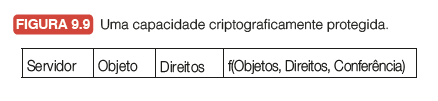 FIGURA 9.9 Uma capacidade criptograficamente protegida.
Servidor Objeto Direitos f(Objetos, Direitos, Conferência)